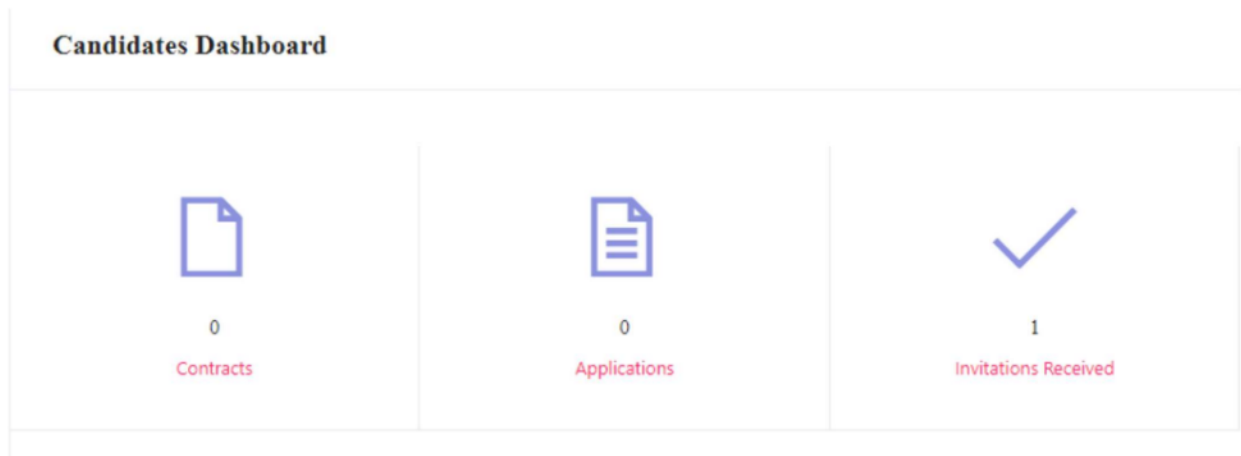 Candidates Dashboard
0
Contracts
0
Applications
1
Invitations Received